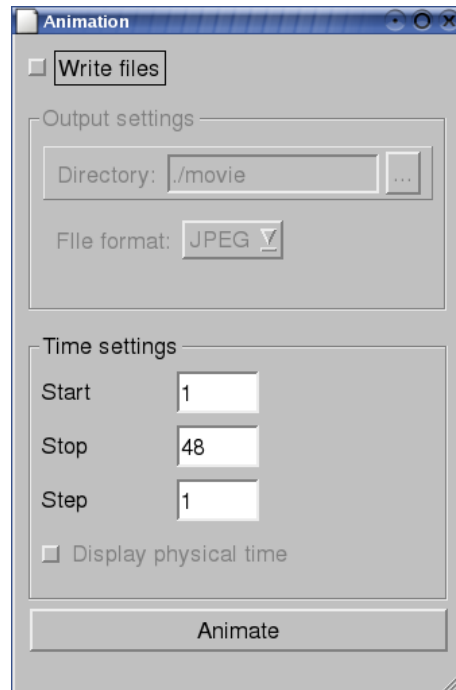 Animation
Write files
Output settings
Directory: ./movie ...
FIle format: JPEG
Time settings
Start 1
Stop 48
Step 1
Display physical time
Animate